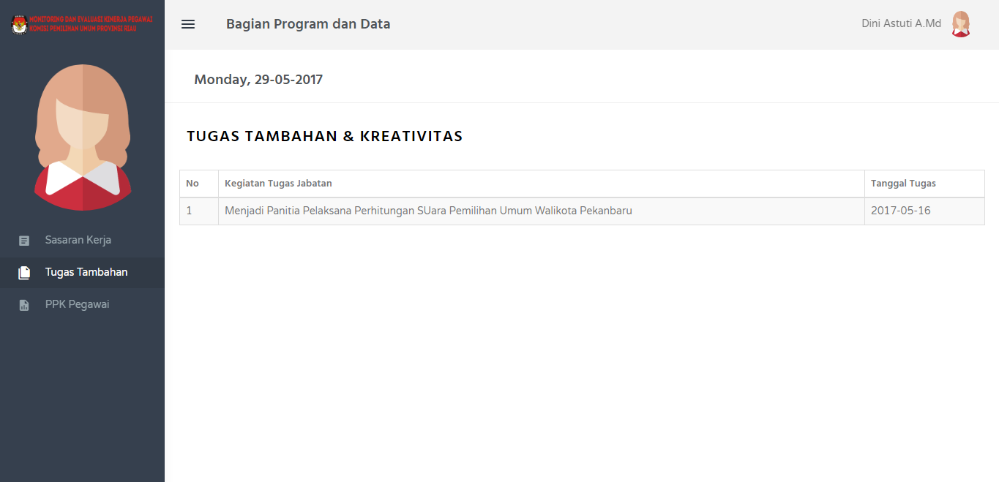 MONITORING DAN EVALUASI KINERJA PEGAWAI
KOMISI PEMILIHAN UMUM PROVINSI RIAU
Bagian Program dan Data
Dini Astuti A.Md
Monday, 29-05-2017
TUGAS TAMBAHAN & KREATIVITAS
No Kegiatan Tugas Jabatan Tanggal Tugas
1 Menjadi Panitia Pelaksana Perhitungan SUara Pemilihan Umum Walikota Pekanbaru 2017-05-16
Sasaran Kerja
Tugas Tambahan
PPK Pegawai